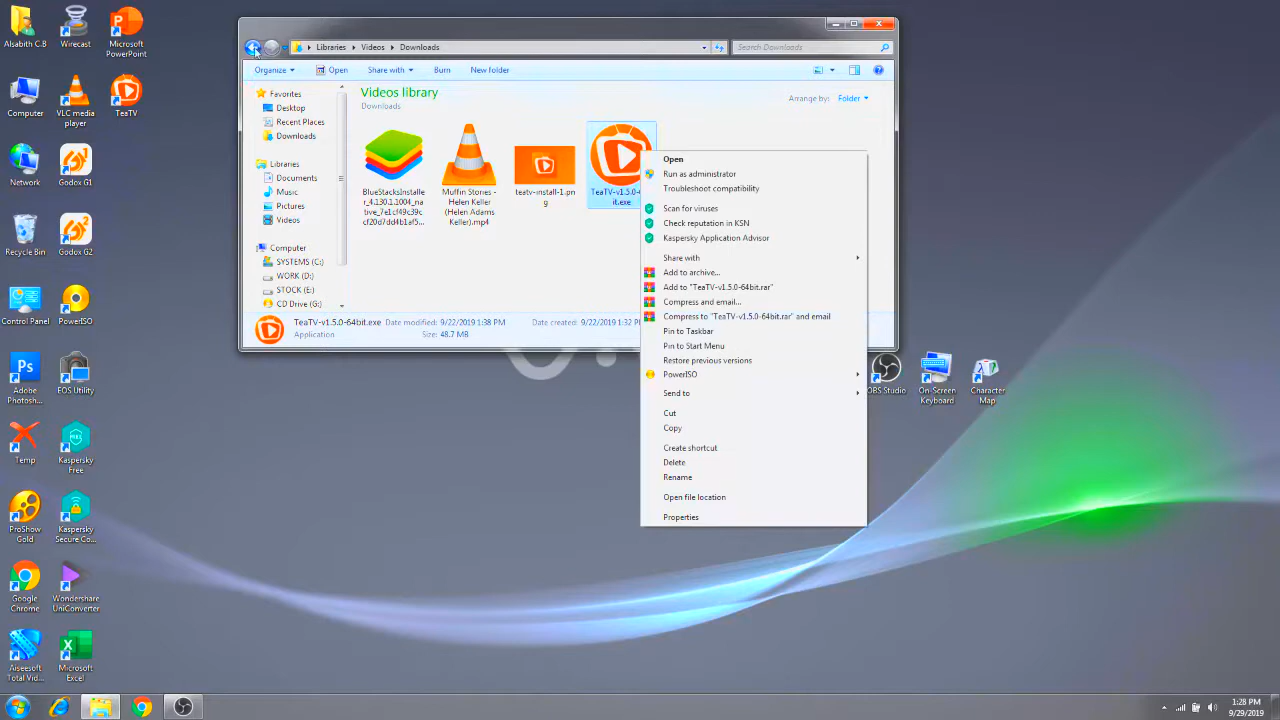 Alsabith C.B
Wirecast
Microsoft
PowerPoint
Computer
VLC media
player
TeaTV
Network
Godox G1
Recycle Bin
Godox G2
Control Panel
PowerISO
Adobe
Photosh...
EOS Utility
Temp
Kaspersky
Free
ProShow
Gold
Kaspersky
Secure Co...
Google
Chrome
Wondershare
UniConverter
Aiseesoft
Total Vid...
Microsoft
Excel
Libraries
Videos
Downloads
Search Downloads
Organize
Open
Share with
Burn
New folder
Favorites
Desktop
Recent Places
Downloads
Libraries
Documents
Music
Pictures
Videos
Computer
SYSTEMS (C:)
WORK (D:)
STOCK (E:)
CD Drive (G:)
Videos library
Downloads
Arrange by: Folder
BlueStacksInstalle
r_4.130.1.1004_na
tive_7e1cf49c39c
cf20d7dd4b1af5...
Muffin Stories -
Helen Keller
(Helen Adams
Keller).mp4
teatv-install-1.pn
g
TeaTV-v1.5.0-6
it.exe
TeaTV-v1.5.0-64bit.exe Date modified: 9/22/2019 1:38 PM Date created: 9/22/2019 1:32 P
Application Size: 48.7 MB
Open
Run as administrator
Troubleshoot compatibility
Scan for viruses
Check reputation in KSN
Kaspersky Application Advisor
Share with
Add to archive...
Add to "TeaTV-v1.5.0-64bit.rar"
Compress and email...
Compress to "TeaTV-v1.5.0-64bit.rar" and email
Pin to Taskbar
Pin to Start Menu
Restore previous versions
PowerISO
Send to
Cut
Copy
Create shortcut
Delete
Rename
Open file location
Properties
OBS Studio
On-Screen
Keyboard
Character
Map
1:28 PM
9/29/2019